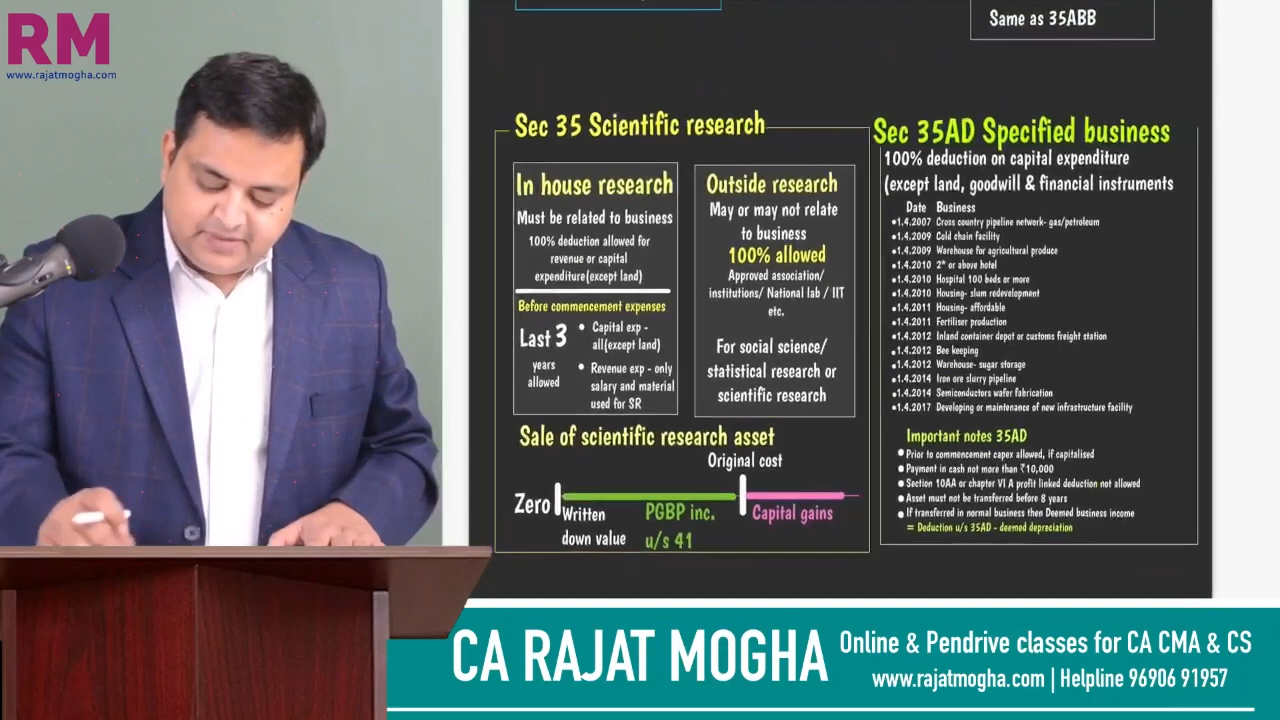 RM
www.rajatmogha.com
Same as 35ABB
Sec 35 Scientific research
In house research
Must be related to business
100% deduction allowed for
revenue or capital
expenditure(except land)
Before commencement expenses
Last 3
years
allowed
• Capital exp -
all(except land)
• Revenue exp - only
salary and material
used for SR
Outside research
May or may not relate
to business
100% allowed
Approved association/
institutions/ National lab / IIT
etc.
For social science/
statistical research or
scientific research
Sale of scientific research asset
Original cost
Zero
Written
down value
PGBP inc.
u/s 41
Capital gains
Sec 35AD Specified business
100% deduction on capital expenditure
(except land, goodwill & financial instruments
Date Business
•1.4.2007 Cross country pipeline network- gas/petroleum
•1.4.2009 Cold chain facility
•1.4.2009 Warehouse for agricultural produce
•1.4.2010 2* or above hotel
•1.4.2010 Hospital 100 beds or more
•1.4.2010 Housing- slum redevelopment
•1.4.2011 Housing- affordable
•1.4.2011 Fertiliser production
•1.4.2012 Inland container depot or customs freight station
•1.4.2012 Bee keeping
•1.4.2012 Warehouse- sugar storage
•1.4.2014 Iron ore slurry pipeline
•1.4.2014 Semiconductors wafer fabrication
•1.4.2017 Developing or maintenance of new infrastructure facility
Important notes 35AD
• Prior to commencement capex allowed, if capitalised
• Payment in cash not more than ₹10,000
• Section 10AA or chapter VI A profit linked deduction not allowed
• Asset must not be transferred before 8 years
• If transferred in normal business then Deemed business income
= Deduction u/s 35AD - deemed depreciation
CA RAJAT MOGHA
Online & Pendrive classes for CA CMA & CS
www.rajatmogha.com | Helpline 96906 91957